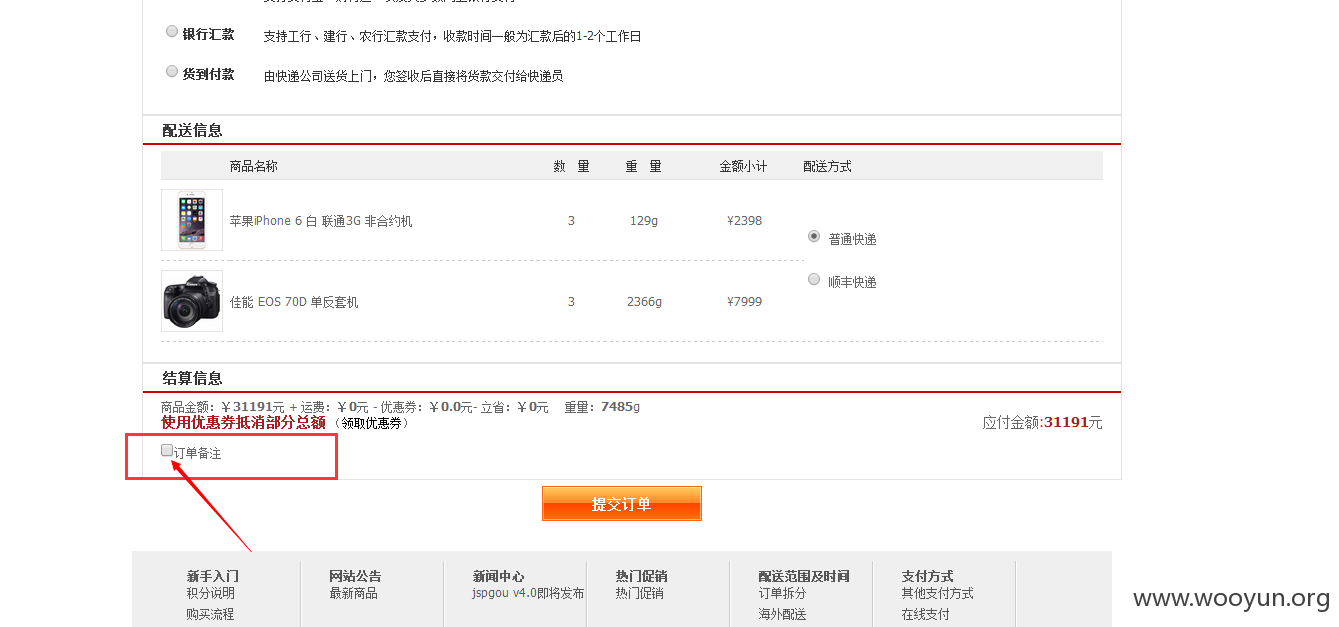 银行汇款 支持工行、建行、农行汇款支付，收款时间一般为汇款后的1-2个工作日
货到付款 由快递公司送货上门，您签收后直接将货款交付给快递员
配送信息
商品名称 数 量 重 量 金额小计 配送方式
苹果iPhone 6 白 联通3G 非合约机 3 129g ¥2398
普通快递
顺丰快递
佳能 EOS 70D 单反套机 3 2366g ¥7999
结算信息
商品金额：￥31191元 + 运费：￥0元 - 优惠券：￥0.0元- 立省：￥0元 重量：7485g
使用优惠券抵消部分总额（领取优惠券） 应付金额:31191元
订单备注
提交订单
新手入门 网站公告 新闻中心 热门促销 配送范围及时间 支付方式
积分说明 最新商品 jspgou v4.0即将发布 热门促销 订单拆分 其他支付方式
购买流程 海外配送 在线支付
www.wooyun.org